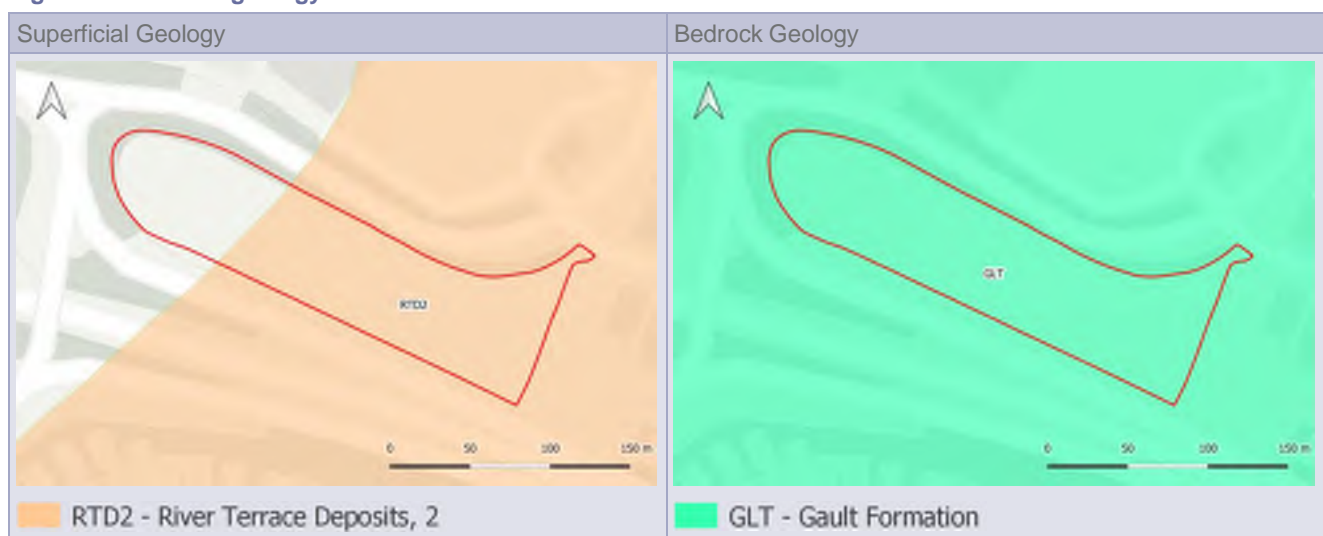 Superficial Geology
Bedrock Geology
RTD2
GLT
0 50 100 150 m
0 50 100 150 m
RTD2 - River Terrace Deposits, 2
GLT - Gault Formation